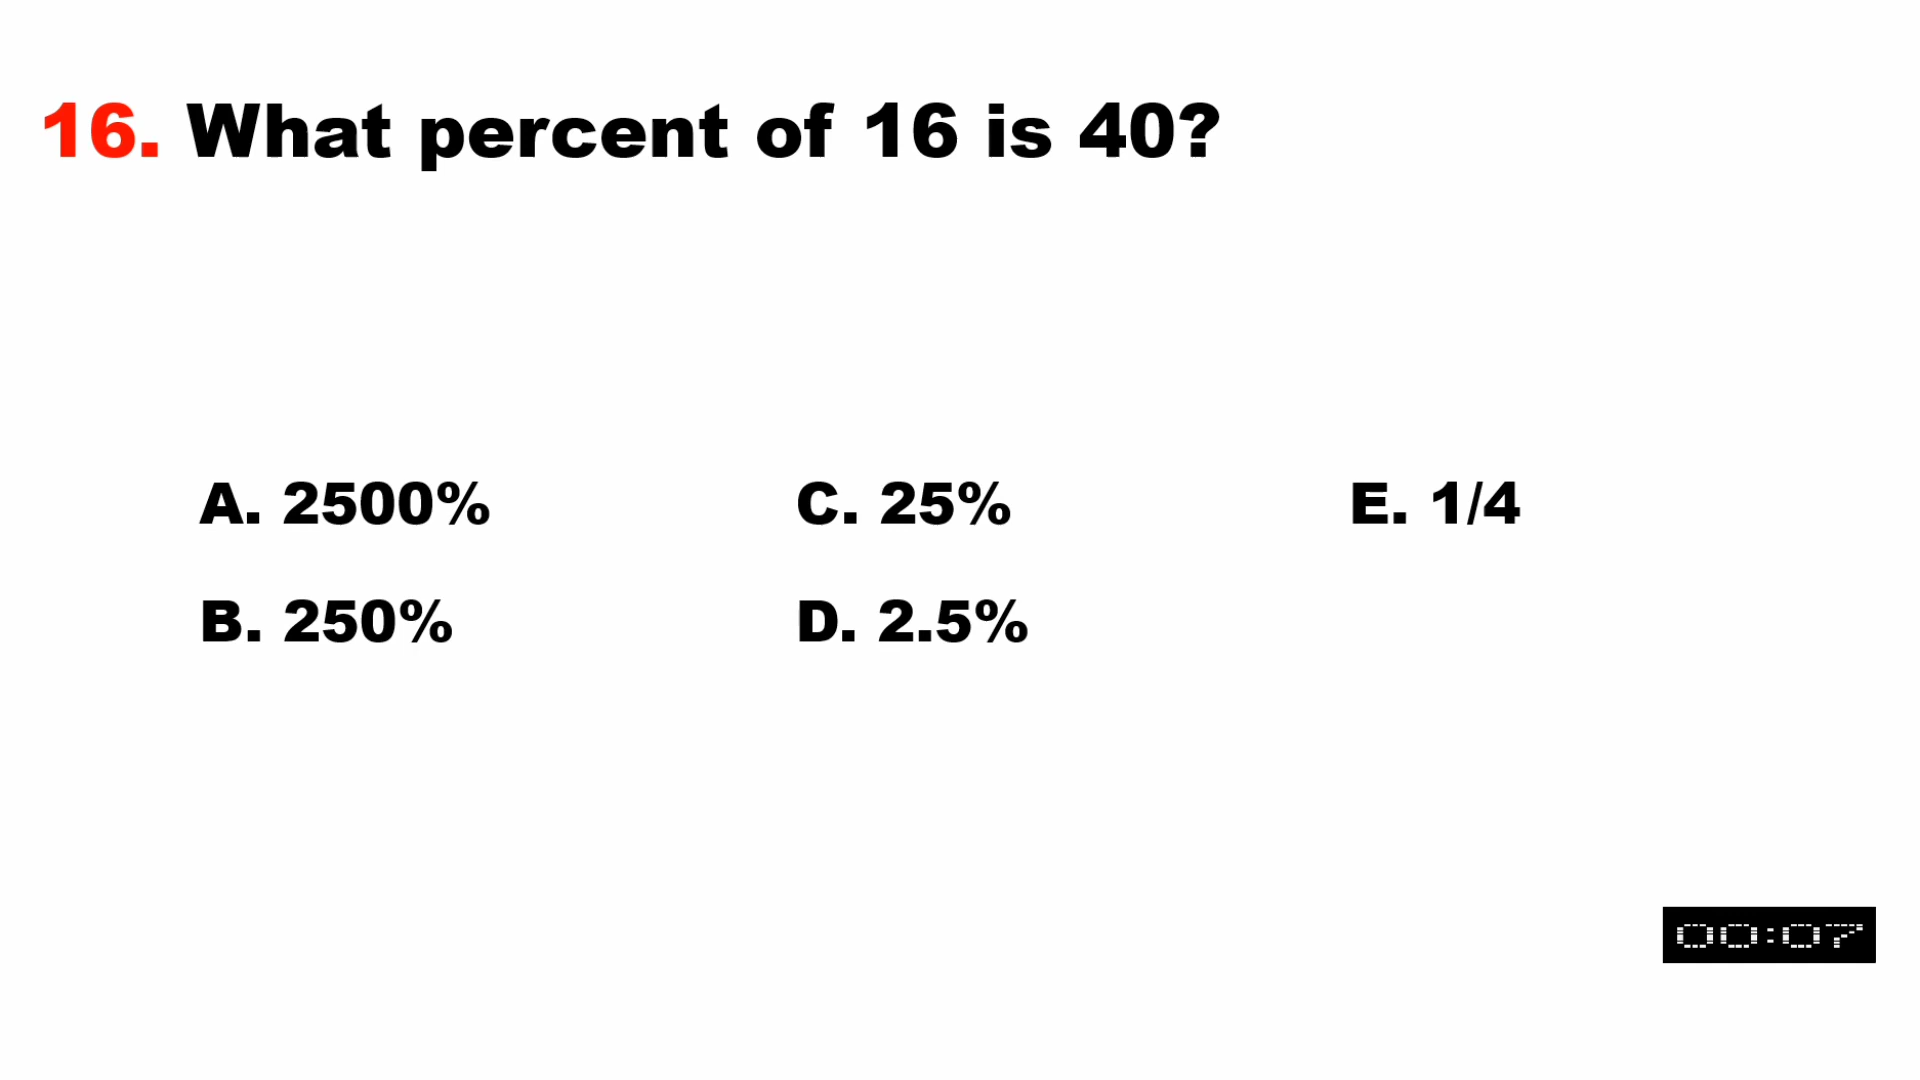 16. What percent of 16 is 40?
A. 2500%
B. 250%
C. 25%
D. 2.5%
E. 1/4
00:07